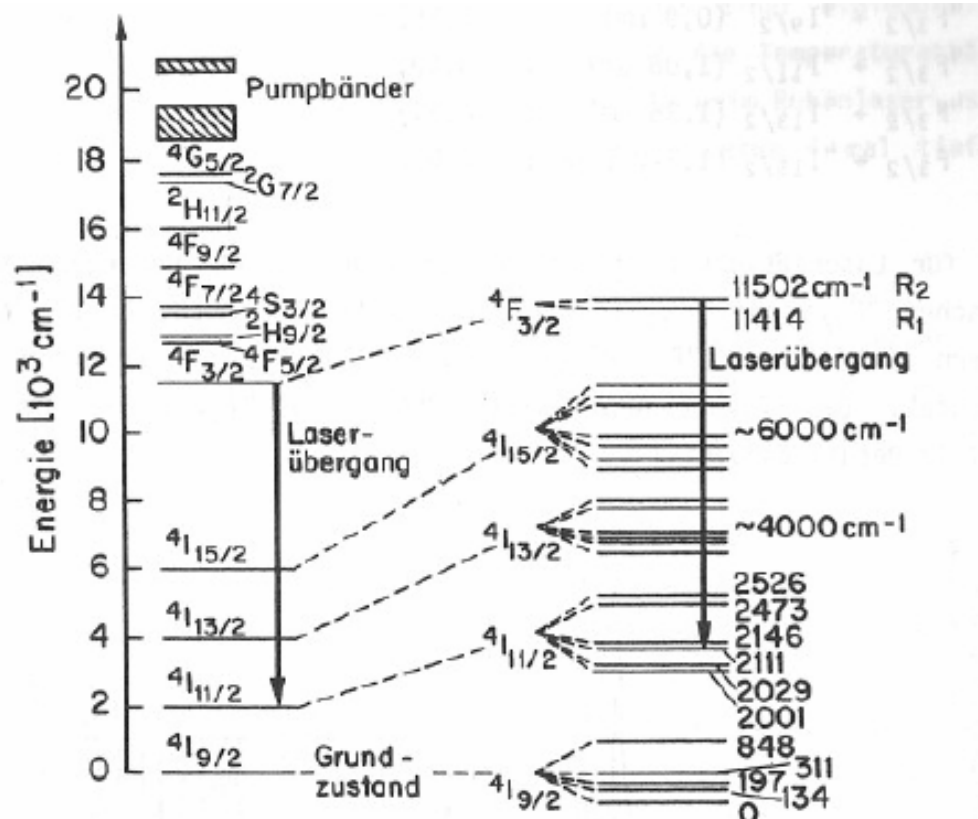 20
18
16
14
12
10
8
6
4
2
0
Energie [10³ cm⁻¹]
Pumpbänder
⁴G5/2
²G7/2
²H11/2
⁴F9/2
⁴F7/2
⁴S3/2
²H9/2
⁴F5/2
⁴F3/2
Laser-
übergang
⁴I15/2
⁴I13/2
⁴I11/2
⁴I9/2
Grund-
zustand
⁴F3/2
⁴I15/2
⁴I13/2
⁴I11/2
⁴I9/2
11502 cm⁻¹ R2
11414 R1
Laserübergang
~6000 cm⁻¹
~4000 cm⁻¹
2526
2473
2146
2111
2029
2001
848
311
197
134
0